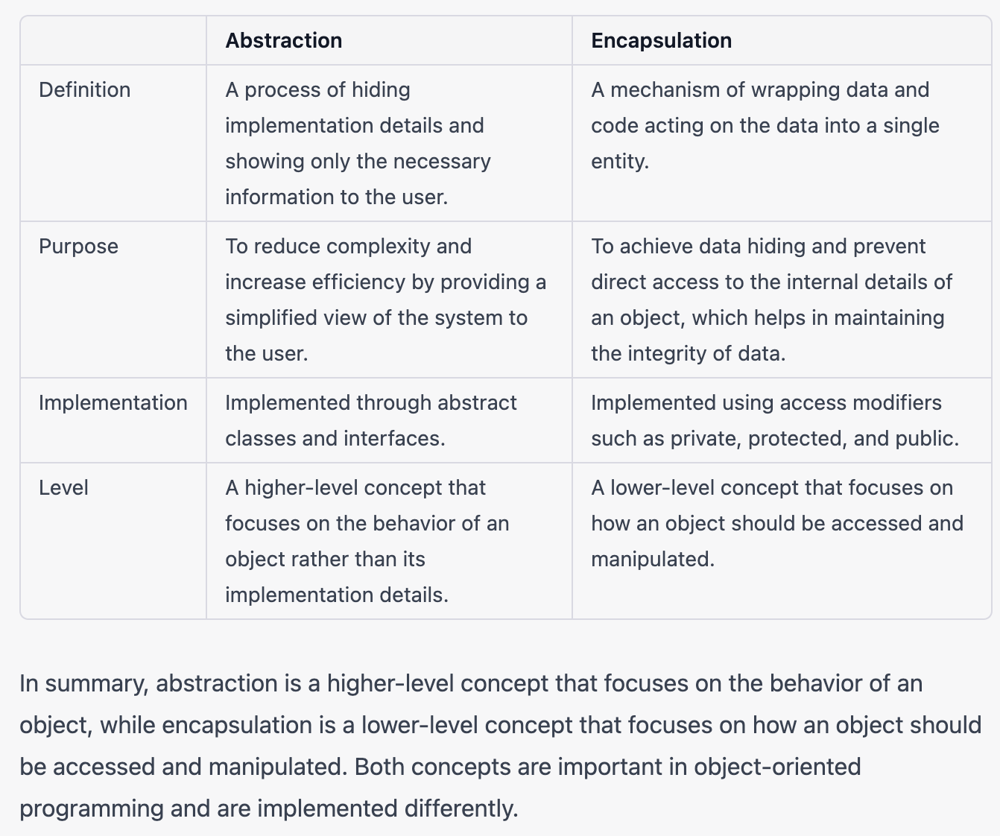 Abstraction
Encapsulation
Definition
A process of hiding
implementation details and
showing only the necessary
information to the user.
A mechanism of wrapping data and
code acting on the data into a single
entity.
Purpose
To reduce complexity and
increase efficiency by providing a
simplified view of the system to
the user.
To achieve data hiding and prevent
direct access to the internal details of
an object, which helps in maintaining
the integrity of data.
Implementation
Implemented through abstract
classes and interfaces.
Implemented using access modifiers
such as private, protected, and public.
Level
A higher-level concept that
focuses on the behavior of an
object rather than its
implementation details.
A lower-level concept that focuses on
how an object should be accessed and
manipulated.
In summary, abstraction is a higher-level concept that focuses on the behavior of an
object, while encapsulation is a lower-level concept that focuses on how an object should
be accessed and manipulated. Both concepts are important in object-oriented
programming and are implemented differently.